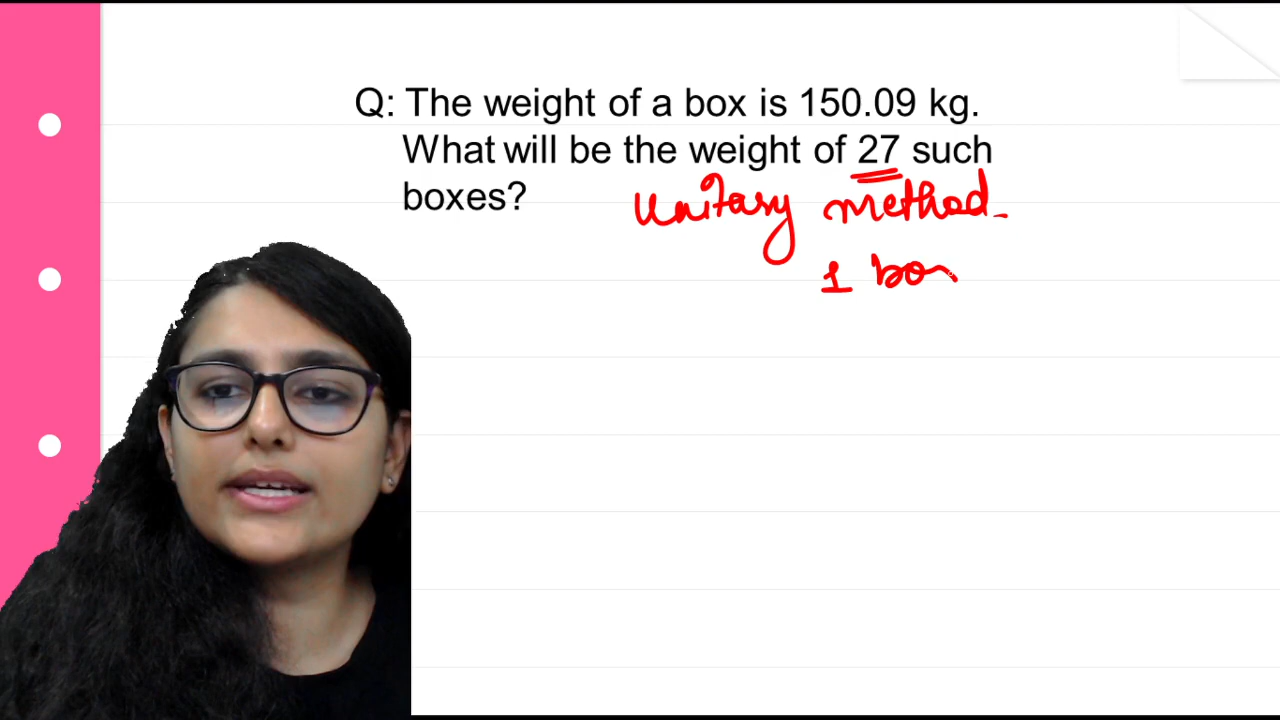 Q: The weight of a box is 150.09 kg.
What will be the weight of 27 such
boxes?
Unitary method
1 box